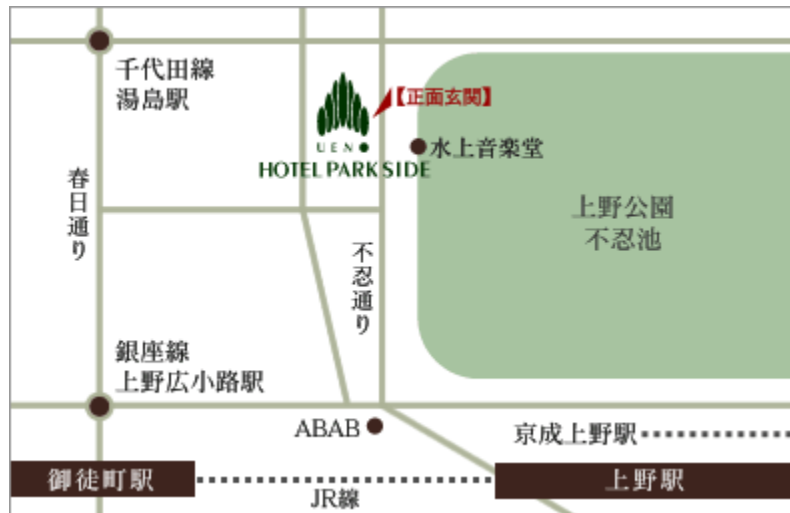 千代田線
湯島駅
【正面玄関】
UENO
HOTEL PARK SIDE
水上音楽堂
春日通り
上野公園
不忍池
不忍通り
銀座線
上野広小路駅
ABAB
京成上野駅
御徒町駅
JR線
上野駅